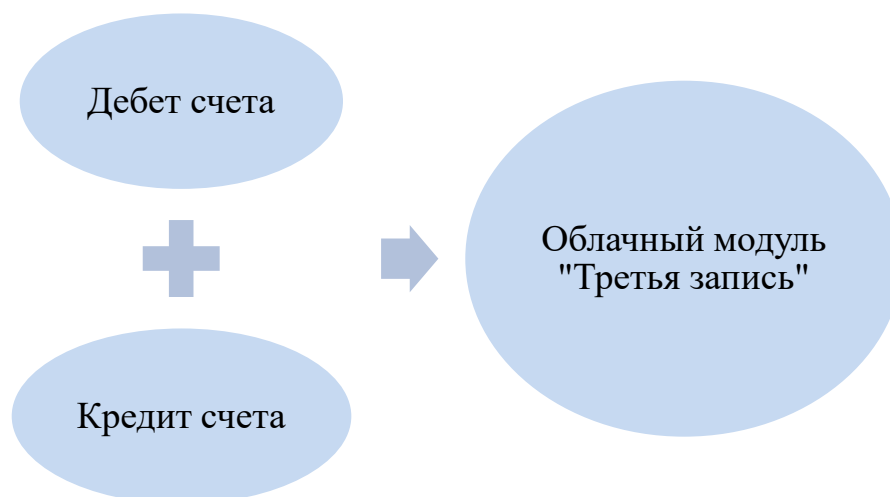 Дебет счета
Кредит счета
Облачный модуль
"Третья запись"